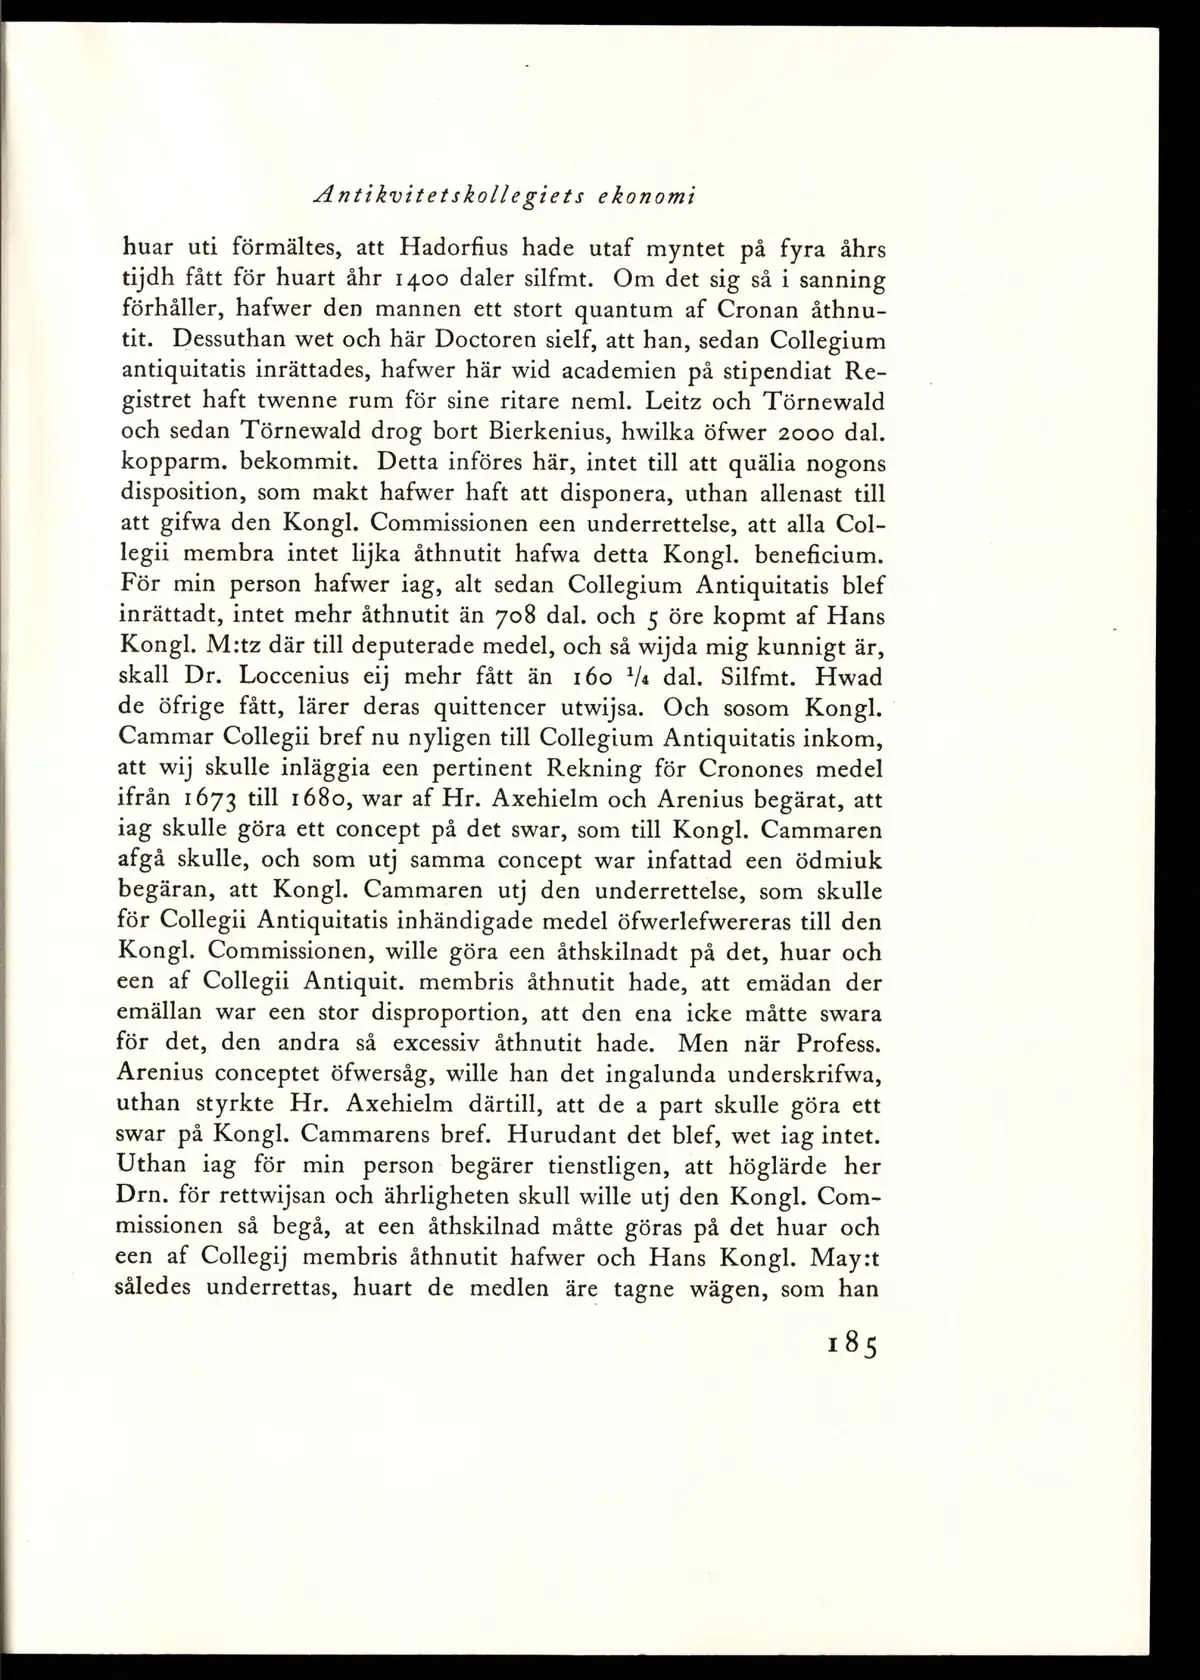 Antikvitetskollegiets ekonomi
huar uti förmältes, att Hadorfius hade utaf myntet på fyra åhrs
tijdh fått för huart åhr 1400 daler silfmt. Om det sig så i sanning
förhåller, hafwer den mannen ett stort quantum af Cronan åthnu-
tit. Dessuthan wet och här Doctoren sielf, att han, sedan Collegium
antiquitatis inrättades, hafwer här wid academien på stipendiat Re-
gistret haft twenne rum för sine ritare neml. Leitz och Törnewald
och sedan Törnewald drog bort Bierkenius, hwilka öfwer 2000 dal.
kopparm. bekommit. Detta införes här, intet till att quälia nogons
disposition, som makt hafwer haft att disponera, uthan allenast till
att gifwa den Kongl. Commissionen een underrettelse, att alla Col-
legii membra intet lijka åthnutit hafwa detta Kongl. beneficium.
För min person hafwer iag, alt sedan Collegium Antiquitatis blef
inrättadt, intet mehr åthnutit än 708 dal. och 5 öre kopmt af Hans
Kongl. M:tz där till deputerade medel, och så wijda mig kunnigt är,
skall Dr. Loccenius eij mehr fått än 160 1/4 dal. Silfmt. Hwad
de öfrige fått, lärer deras quittencer utwijsa. Och sosom Kongl.
Cammar Collegii bref nu nyligen till Collegium Antiquitatis inkom,
att wij skulle inläggia een pertinent Rekning för Cronones medel
ifrån 1673 till 1680, war af Hr. Axehielm och Arenius begärat, att
iag skulle göra ett concept på det swar, som till Kongl. Cammaren
afgå skulle, och som utj samma concept war infattad een ödmiuk
begäran, att Kongl. Cammaren utj den underrettelse, som skulle
för Collegii Antiquitatis inhändigade medel öfwerlefwereras till den
Kongl. Commissionen, wille göra een åthskilnadt på det, huar och
een af Collegii Antiquit. membris åthnutit hade, att emädan der
emällan war een stor disproportion, att den ena icke måtte swara
för det, den andra så excessiv åthnutit hade. Men när Profess.
Arenius conceptet öfwersåg, wille han det ingalunda underskrifwa,
uthan styrkte Hr. Axehielm därtill, att de a part skulle göra ett
swar på Kongl. Cammarens bref. Hurudant det blef, wet iag intet.
Uthan iag för min person begärer tienstligen, att höglärde her
Drn. för rettwijsan och ährligheten skull wille utj den Kongl. Com-
missionen så begå, at een åthskilnad måtte göras på det huar och
een af Collegij membris åthnutit hafwer och Hans Kongl. May:t
således underrettas, huart de medlen äre tagne wägen, som han
185